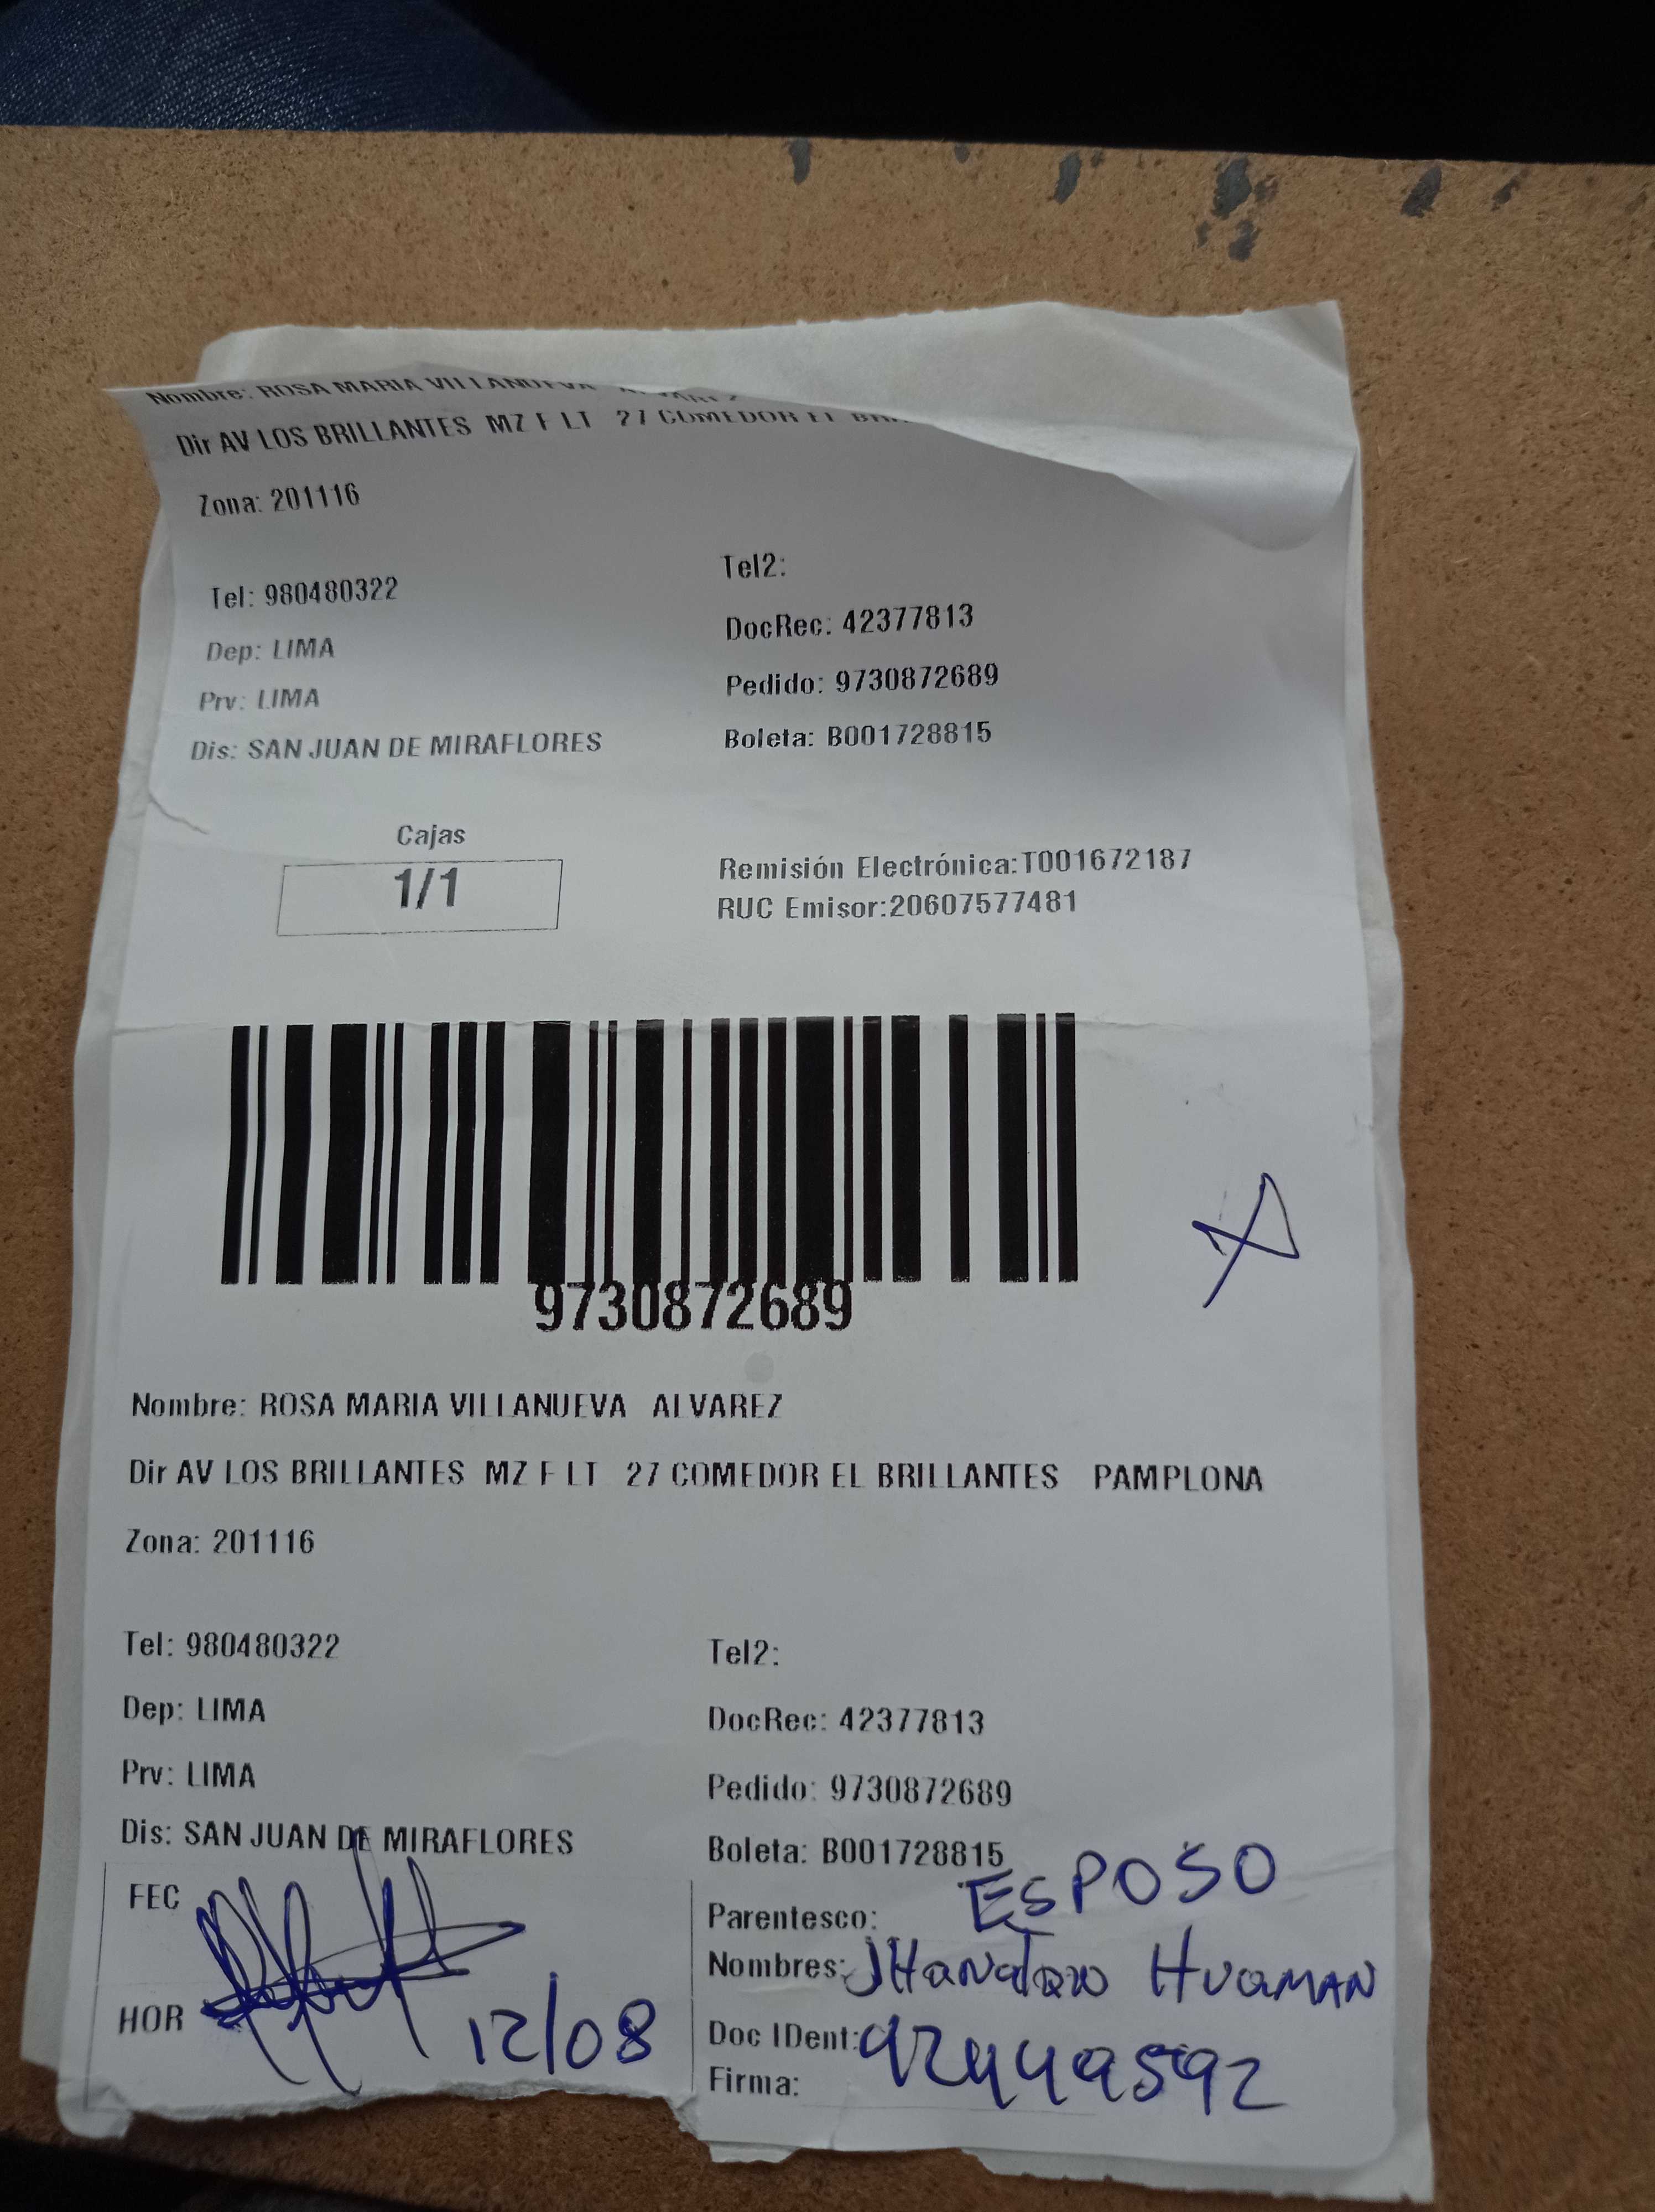 Nombre: ROSA MARIA VILLANUEVA
Dir AV LOS BRILLANTES MZ F LT 27 COMEDOR EL
Zona: 201116
Tel: 980480322
Tel2:
Dep: LIMA
DocRec: 42377813
Prv: LIMA
Pedido: 9730872689
Dis: SAN JUAN DE MIRAFLORES
Boleta: B001728815
Cajas
1/1
Remisión Electrónica:T001672187
RUC Emisor:20607577481
9730872689
Nombre: ROSA MARIA VILLANUEVA ALVAREZ
Dir AV LOS BRILLANTES MZ F LT 27 COMEDOR EL BRILLANTES PAMPLONA
Zona: 201116
Tel: 980480322
Tel2:
Dep: LIMA
DocRec: 42377813
Prv: LIMA
Pedido: 9730872689
Dis: SAN JUAN DE MIRAFLORES
Boleta: B001728815
FEC
Parentesco: ESPOSO
Nombres: HUAMAN
HOR 12/08
Doc IDent:
Firma: